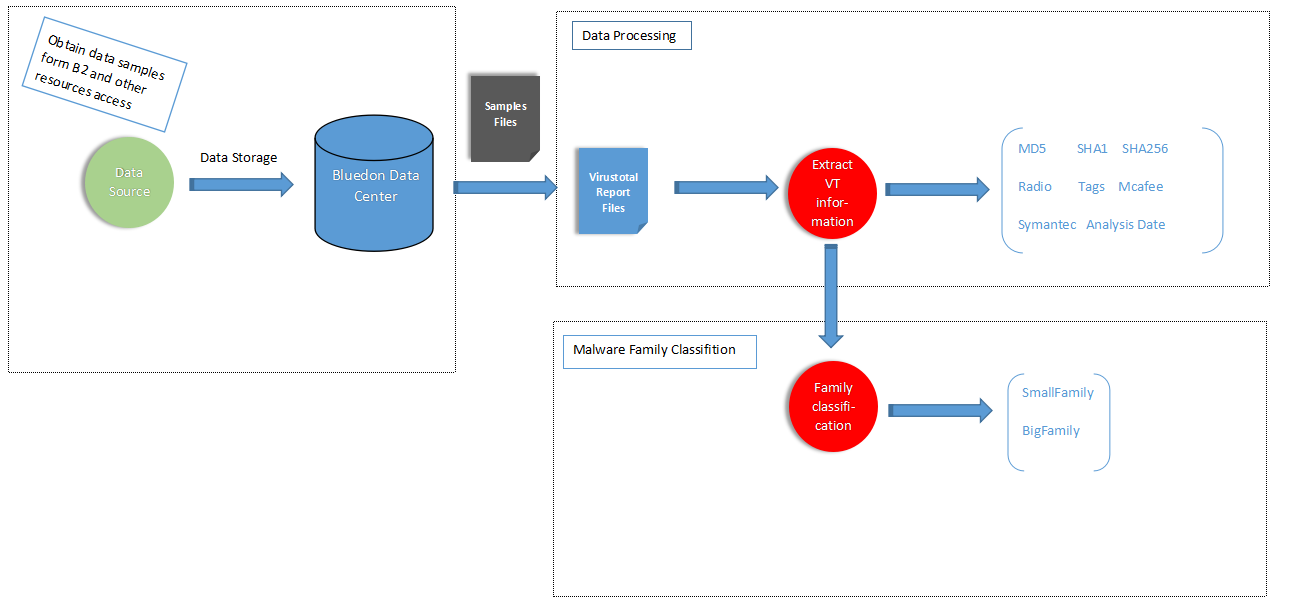 Obtain data samples
form B2 and other
resources access
Data
Source
Data Storage
Bluedon Data
Center
Samples
Files
Data Processing
Virustotal
Report
Files
Extract
VT
infor-
mation
MD5 SHA1 SHA256
Radio Tags Mcafee
Symantec Analysis Date
Malware Family Classifition
Family
classifi-
cation
SmallFamily
BigFamily